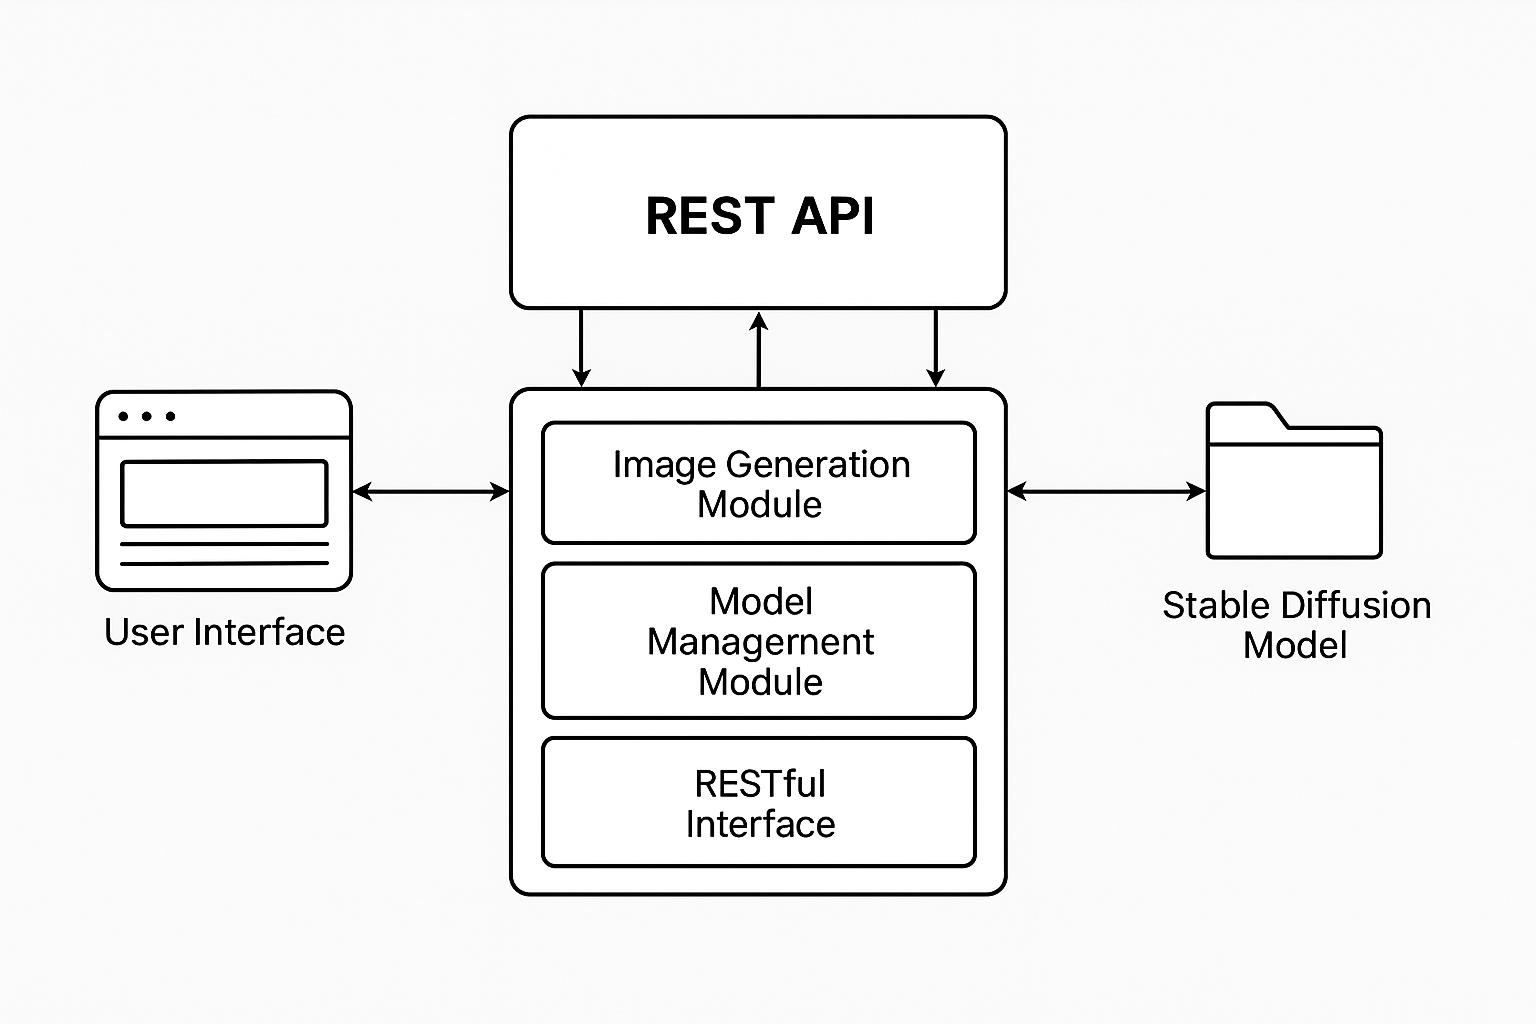 REST API
Image Generation
Module
Model
Managernent
Module
RESTful
Interface
User Interface
Stable Diffusion
Model